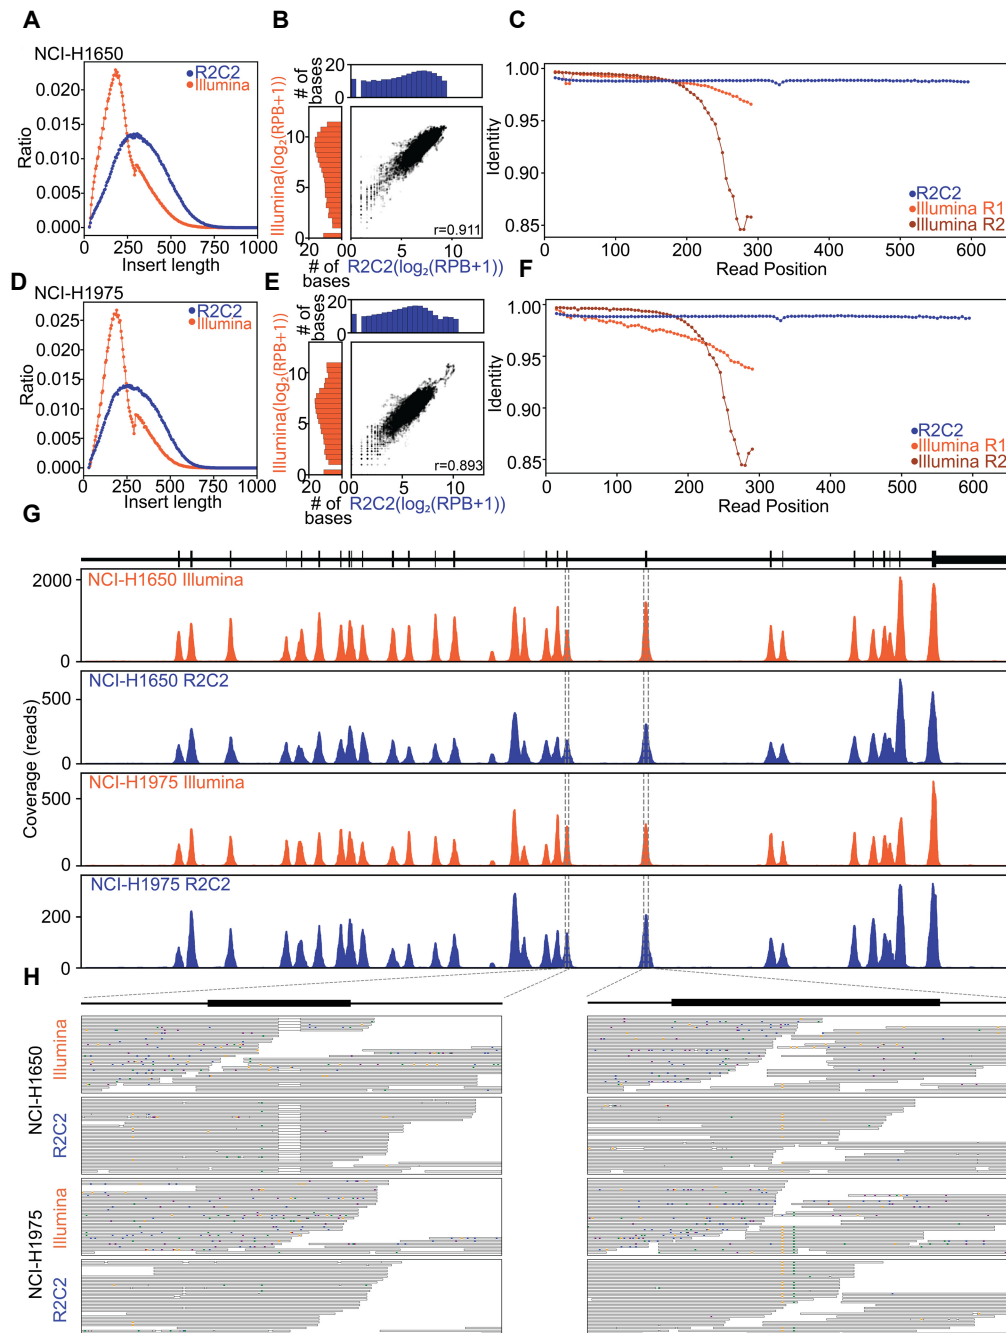 A
NCI-H1650
R2C2
Illumina
Ratio
0.020
0.015
0.010
0.005
0.000
0
250
500
750
1000
Insert length
B
# of
bases
20
0
Illumina(log₂(RPB+1))
10
5
0
r=0.911
20
0
0
5
10
# of
bases
R2C2(log₂(RPB+1))
C
Identity
1.00
0.95
0.90
0.85
R2C2
Illumina R1
Illumina R2
0
100
200
300
400
500
600
Read Position
D
NCI-H1975
R2C2
Illumina
Ratio
0.025
0.020
0.015
0.010
0.005
0.000
0
250
500
750
1000
Insert length
E
# of
bases
20
0
Illumina(log₂(RPB+1))
10
5
0
r=0.893
20
0
0
5
10
# of
bases
R2C2(log₂(RPB+1))
F
Identity
1.00
0.95
0.90
0.85
R2C2
Illumina R1
Illumina R2
0
100
200
300
400
500
600
Read Position
G
Coverage (reads)
NCI-H1650 Illumina
2000
0
NCI-H1650 R2C2
500
0
NCI-H1975 Illumina
500
0
NCI-H1975 R2C2
200
0
H
NCI-H1650
Illumina
R2C2
NCI-H1975
Illumina
R2C2